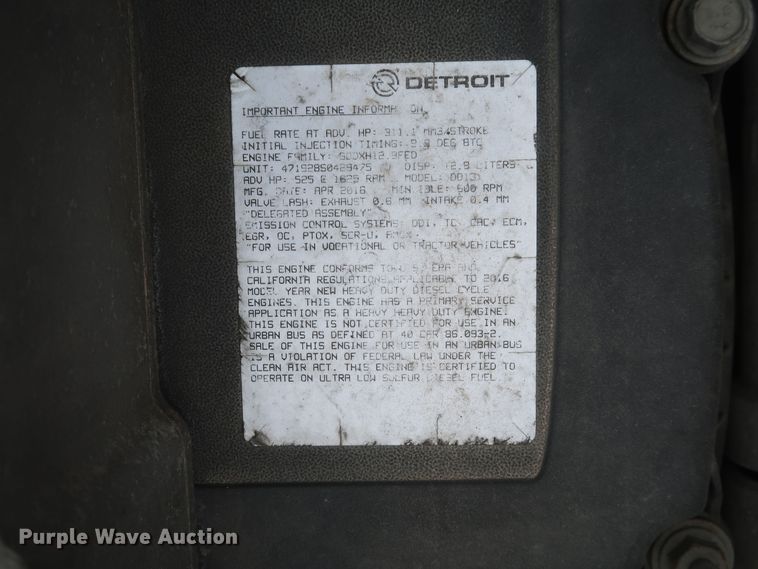 DETROIT
IMPORTANT ENGINE
FUEL RATE AT ADV. HP: 311.1 MM3/STROKE
INITIAL INJECTION TIMING: DEG BTC
ENGINE FAMILY:
UNIT: 471928S0429475 DISP: 12.8 LITERS
ADV HP: 525 @ 1625 RPM MODEL: DD13
MFG. DATE: APR 2016 MIN IDLE: 600 RPM
VALVE LASH: EXHAUST 0.6 MM INTAKE 0.4 MM
"DELEGATED ASSEMBLY"
EMISSION CONTROL SYSTEMS: DDI, TC, CAC, ECM,
EGR, OC, PTOX, SCR-U,
"FOR USE IN VOCATIONAL OR TRACTOR VEHICLES"
THIS ENGINE CONFORMS TO U.S. EPA AND
CALIFORNIA REGULATIONS APPLICABLE TO 2016
MODEL YEAR NEW HEAVY DUTY DIESEL CYCLE
ENGINES. THIS ENGINE HAS A PRIMARY SERVICE
APPLICATION AS A HEAVY HEAVY DUTY ENGINE.
THIS ENGINE IS NOT CERTIFIED FOR USE IN AN
URBAN BUS AS DEFINED AT 40 CFR 86.093-2.
SALE OF THIS ENGINE FOR USE IN AN URBAN BUS
IS A VIOLATION OF FEDERAL LAW UNDER THE
CLEAN AIR ACT. THIS ENGINE IS CERTIFIED TO
OPERATE ON ULTRA LOW SULFUR DIESEL FUEL.
Purple Wave Auction